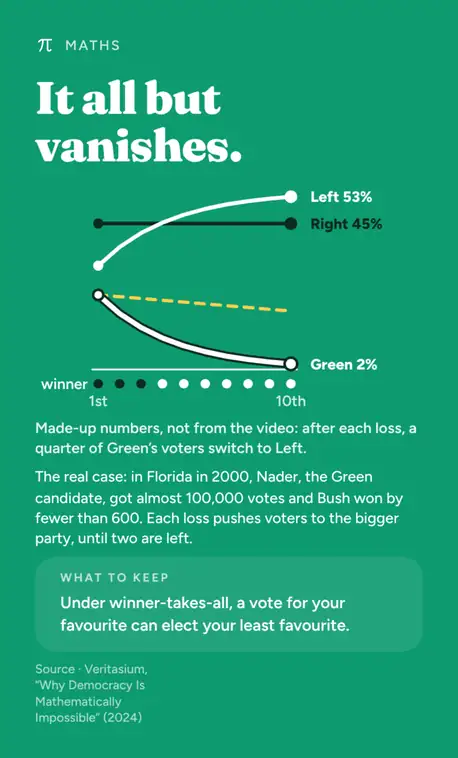 π MATHS
It all but
vanishes.
Left 53%
Right 45%
Green 2%
winner
1st 10th
Made-up numbers, not from the video: after each loss, a
quarter of Green’s voters switch to Left.
The real case: in Florida in 2000, Nader, the Green
candidate, got almost 100,000 votes and Bush won by
fewer than 600. Each loss pushes voters to the bigger
party, until two are left.
WHAT TO KEEP
Under winner-takes-all, a vote for your
favourite can elect your least favourite.
Source · Veritasium,
“Why Democracy Is
Mathematically
Impossible” (2024)